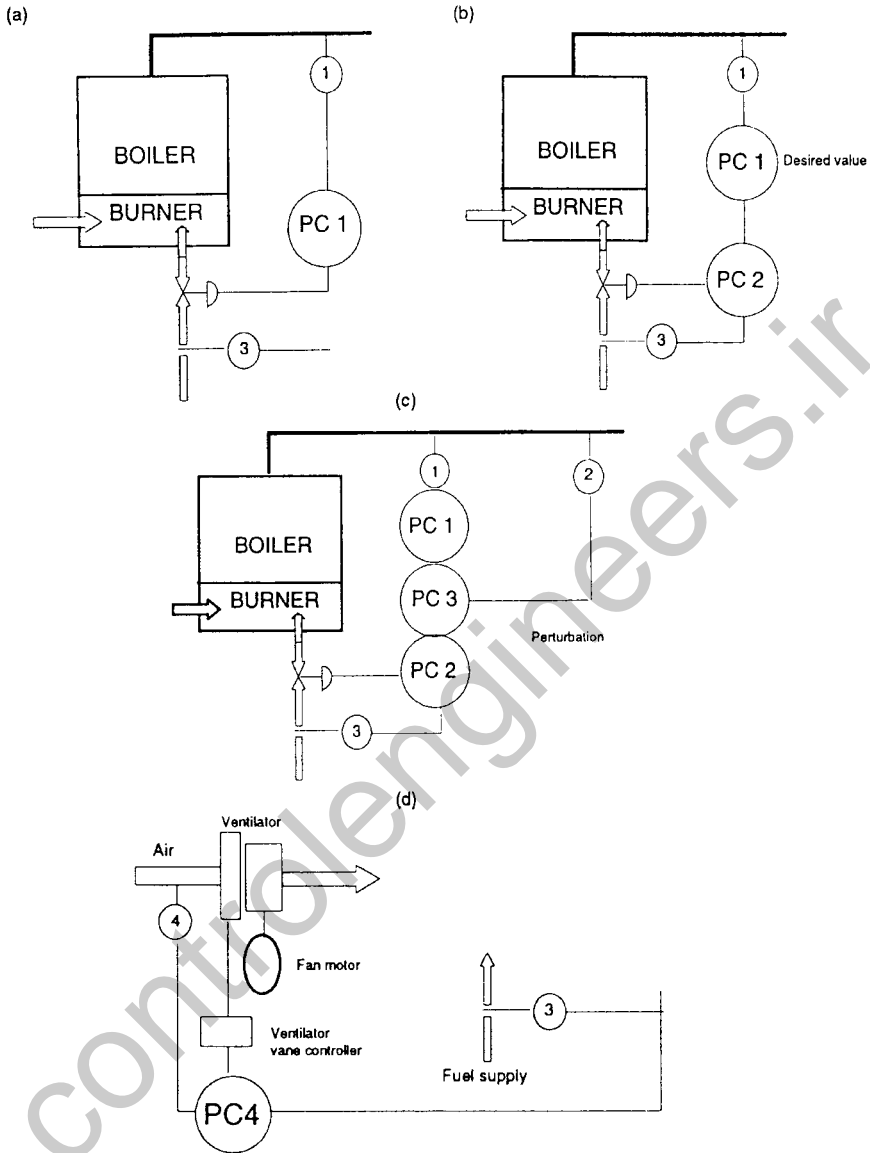 (a)
1
BOILER
BURNER
PC 1
3
(b)
1
BOILER
PC 1
Desired value
BURNER
PC 2
3
(c)
1
2
PC 1
BOILER
BURNER
PC 3
Perturbation
PC 2
3
(d)
Ventilator
Air
4
Fan motor
3
Ventilator
vane controller
Fuel supply
PC4
controlengineers.ir